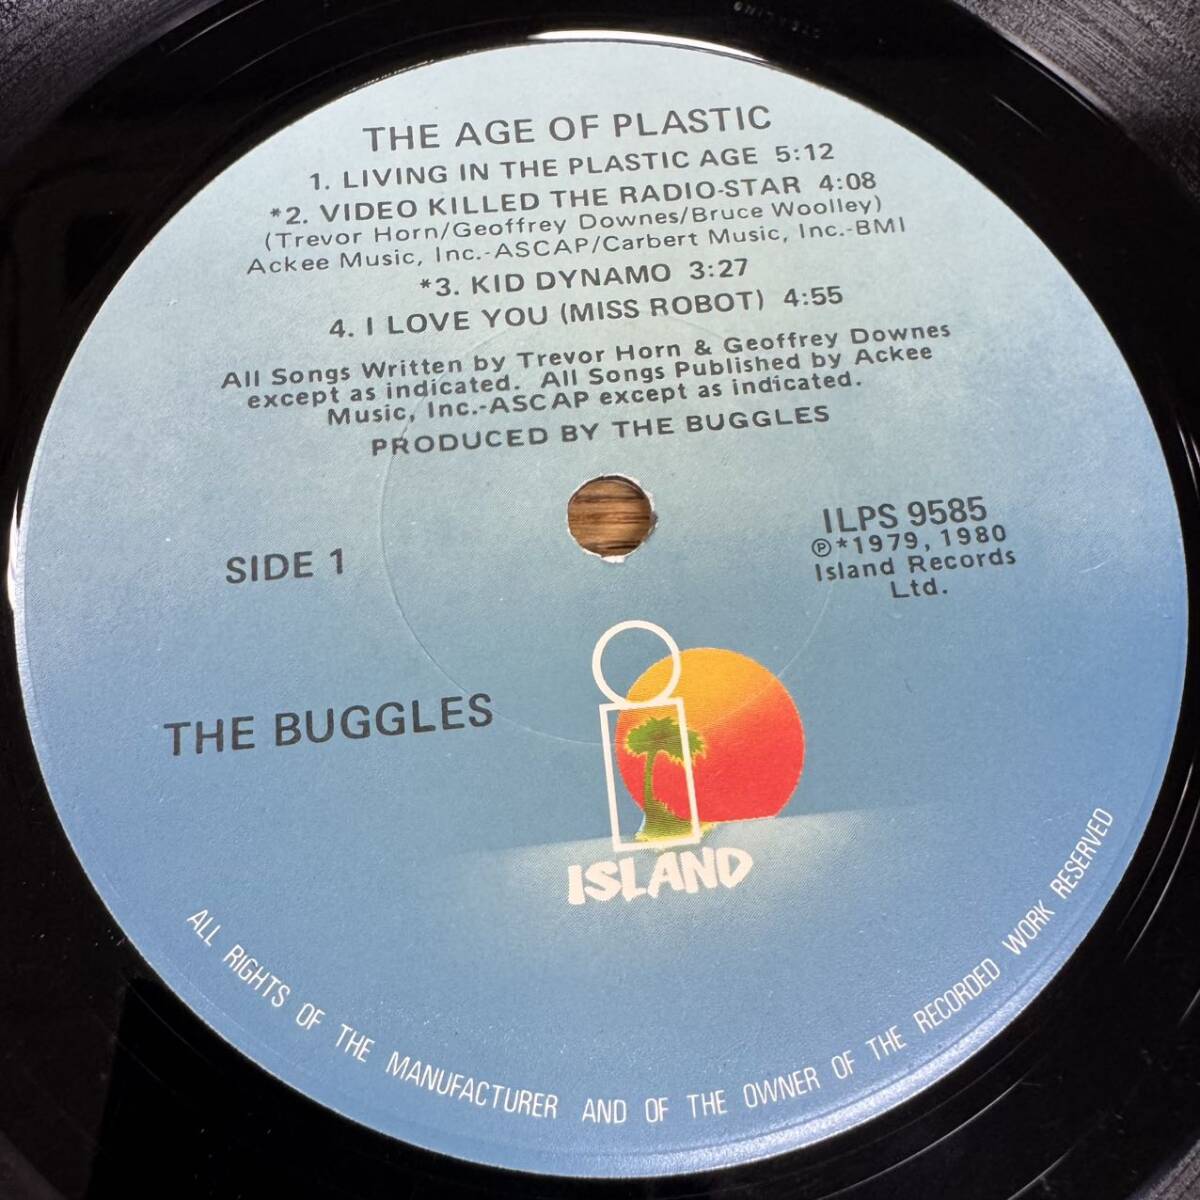 THE AGE OF PLASTIC
1. LIVING IN THE PLASTIC AGE 5:12
*2. VIDEO KILLED THE RADIO-STAR 4:08
(Trevor Horn/Geoffrey Downes/Bruce Woolley)
Ackee Music, Inc.-ASCAP/Carbert Music, Inc.-BMI
*3. KID DYNAMO 3:27
4. I LOVE YOU (MISS ROBOT) 4:55
All Songs Written by Trevor Horn & Geoffrey Downes
except as indicated. All Songs Published by Ackee
Music, Inc.-ASCAP except as indicated.
PRODUCED BY THE BUGGLES
SIDE 1
ILPS 9585
℗*1979, 1980
Island Records
Ltd.
THE BUGGLES
ISLAND
ALL RIGHTS OF THE MANUFACTURER AND OF THE OWNER OF THE RECORDED WORK RESERVED